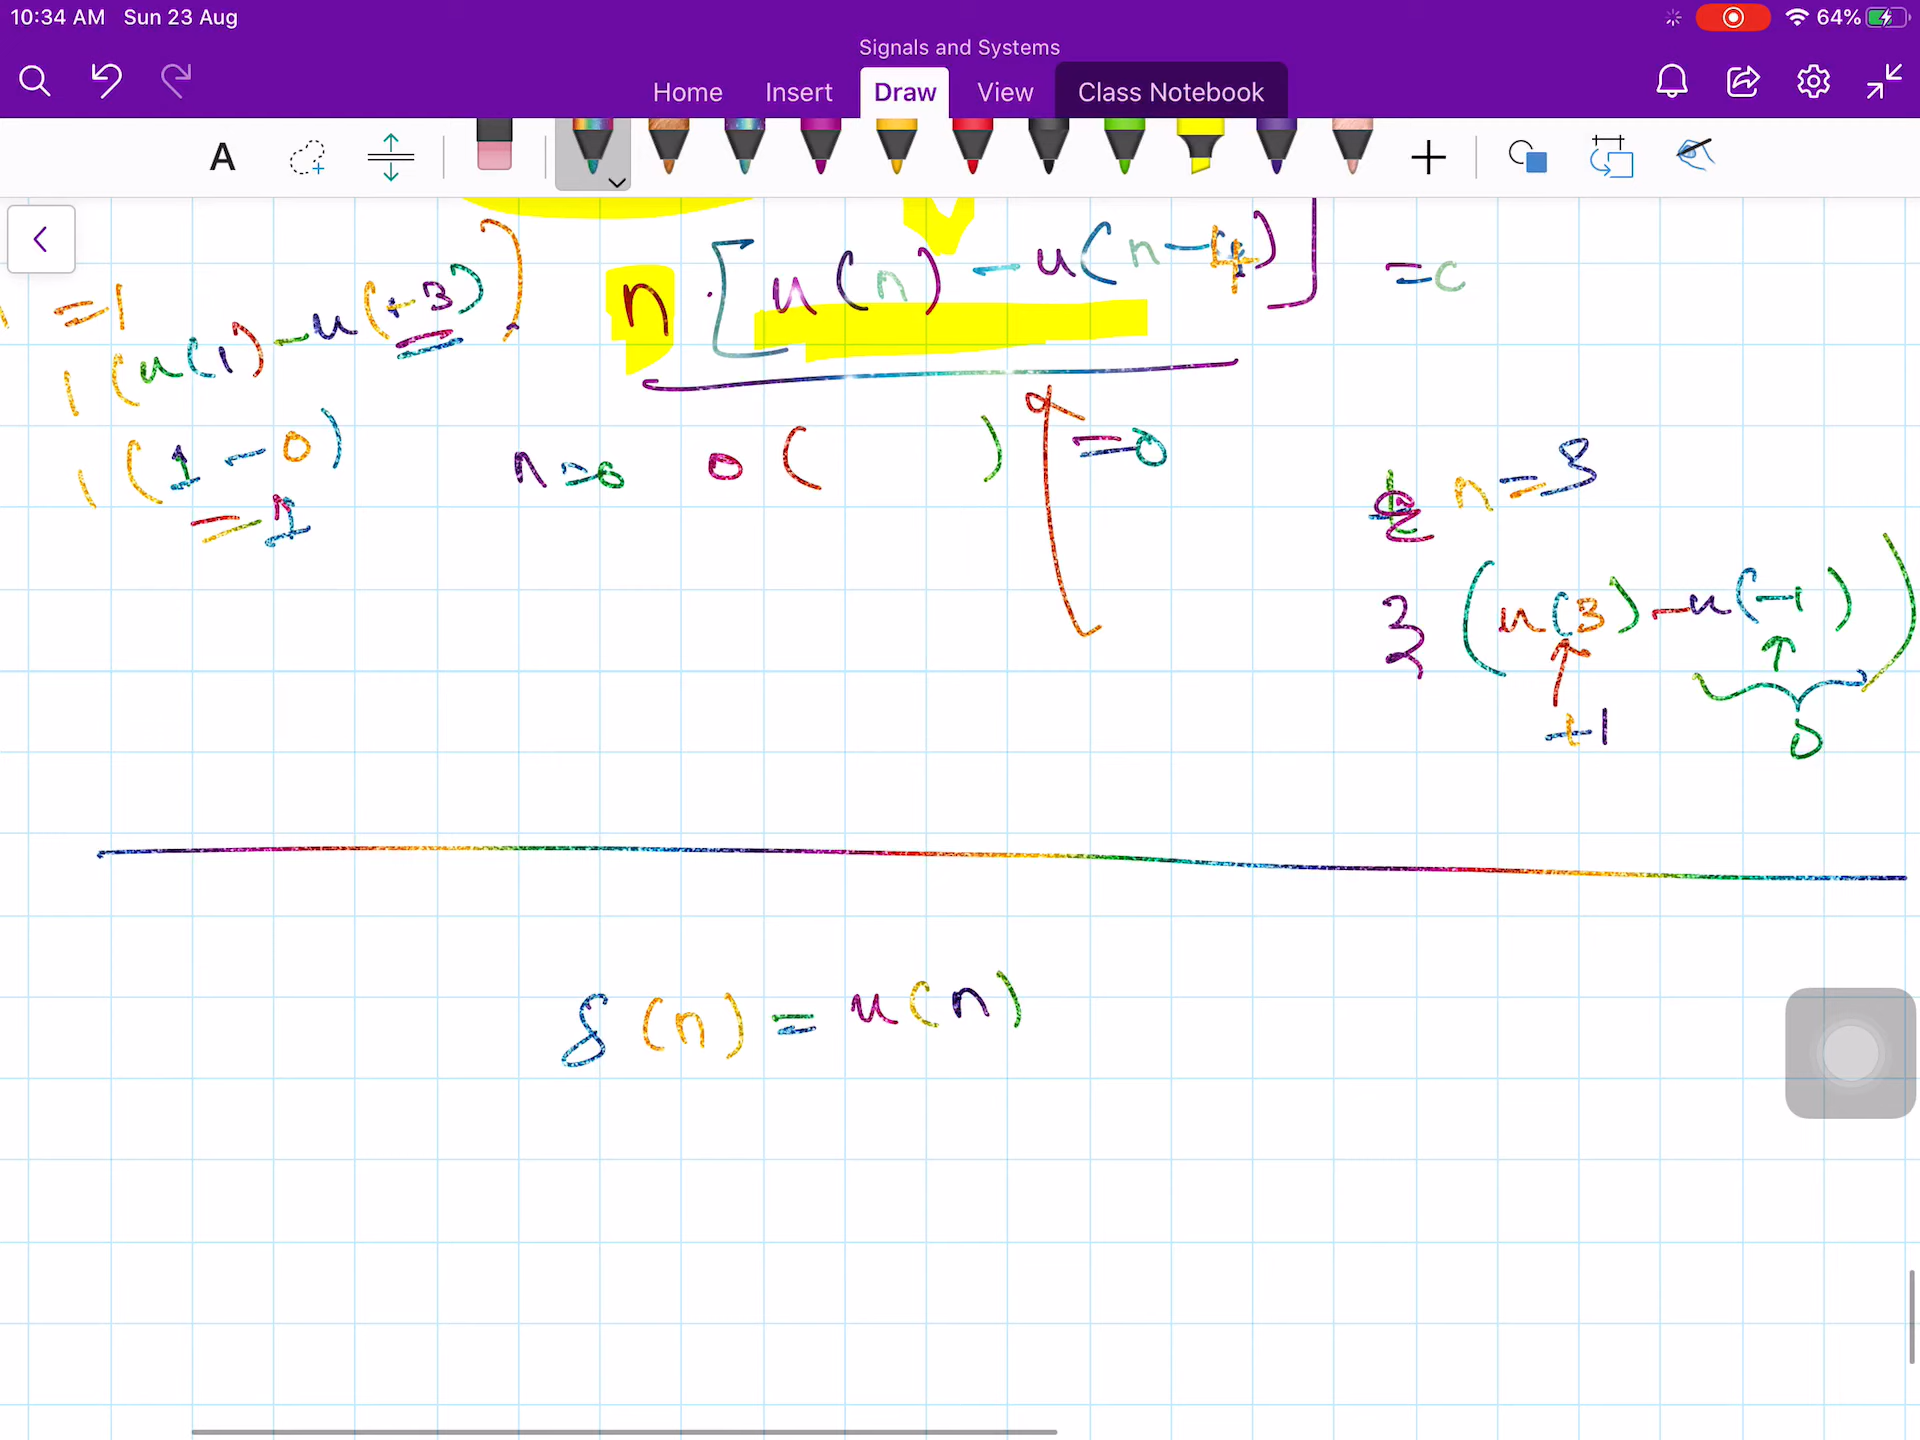 10:34 AM Sun 23 Aug
64%
Signals and Systems
Home Insert Draw View Class Notebook
A
n [u(n) - u(n-4)] = c
=1
1 (u(1) - u(+3))
1 (1 - 0)
= 1
n=0 0 ( ) =0
n=3
3 (u(3) - u(-1))
+1 0
δ(n) = u(n)